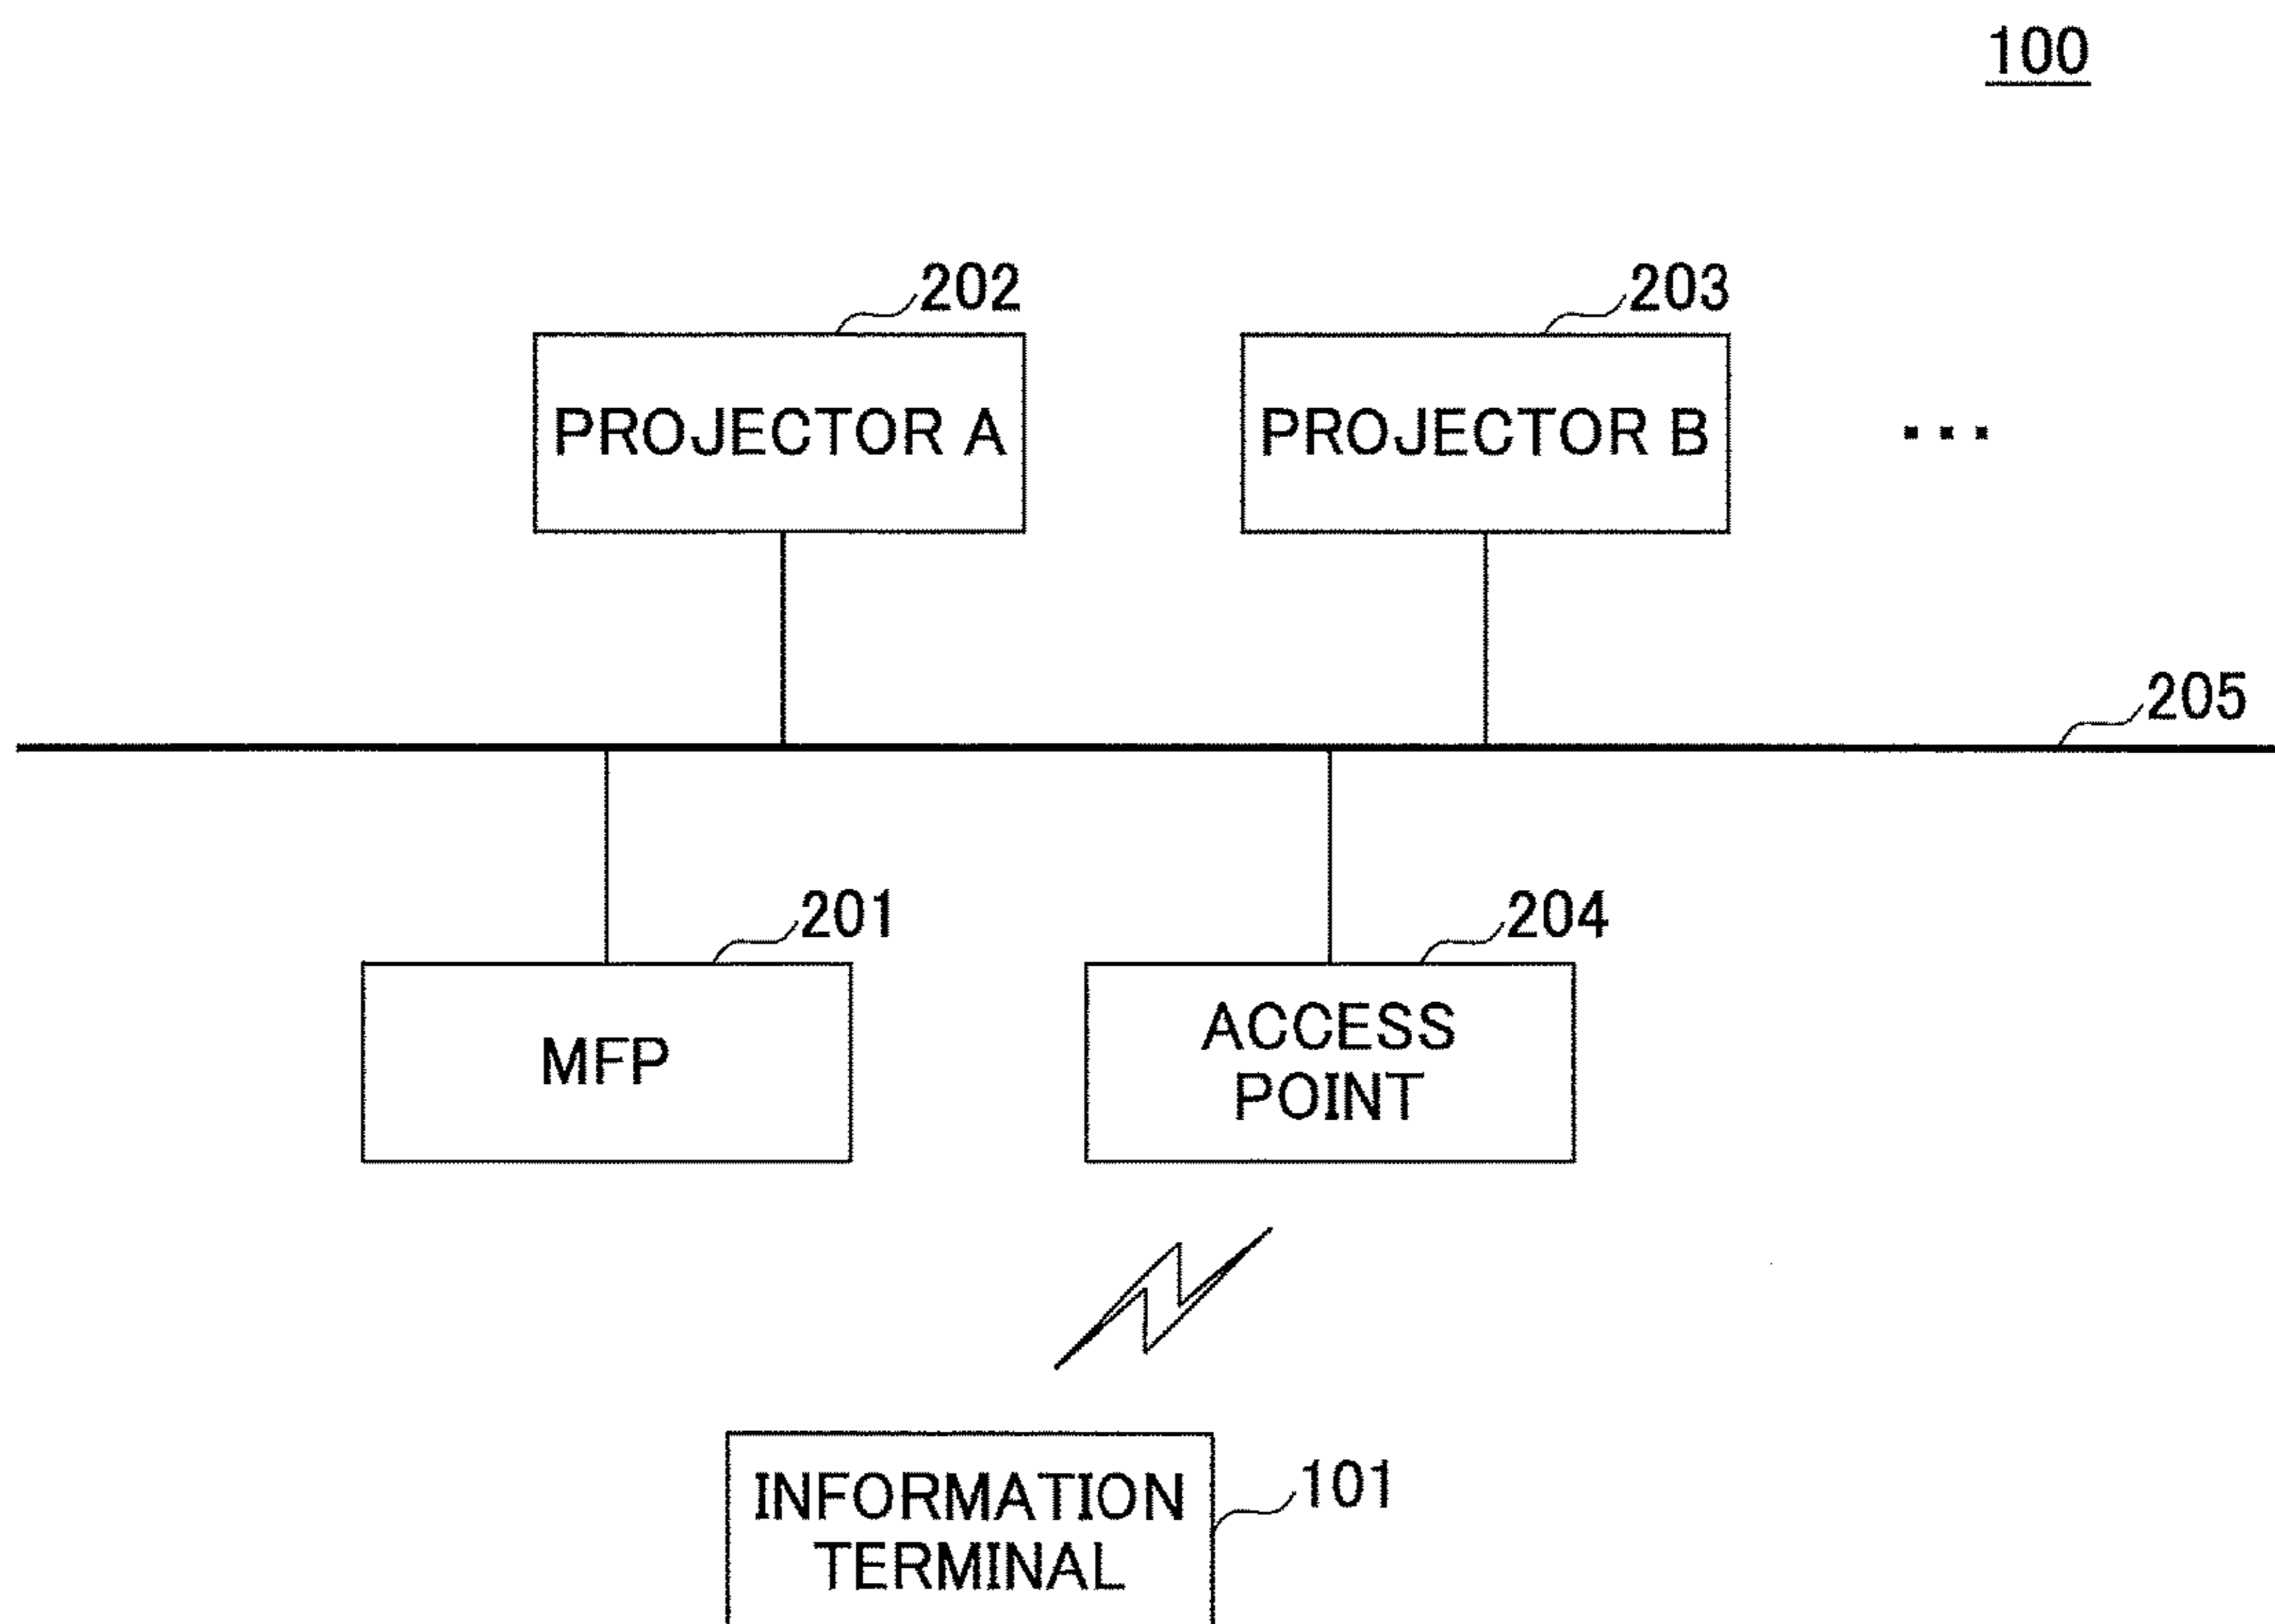 100
202
203
PROJECTOR A
PROJECTOR B
...
205
201
204
MFP
ACCESS
POINT
101
INFORMATION
TERMINAL